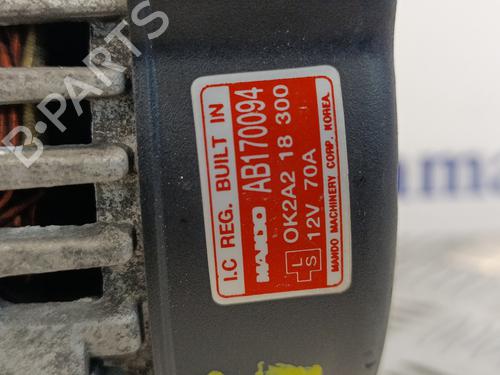 I.C REG. BUILT IN
MANDO AB170094
OK2A2 18 300
L S 12V 70A
MANDO MACHINERY CORP. KOREA.
B-PARTS